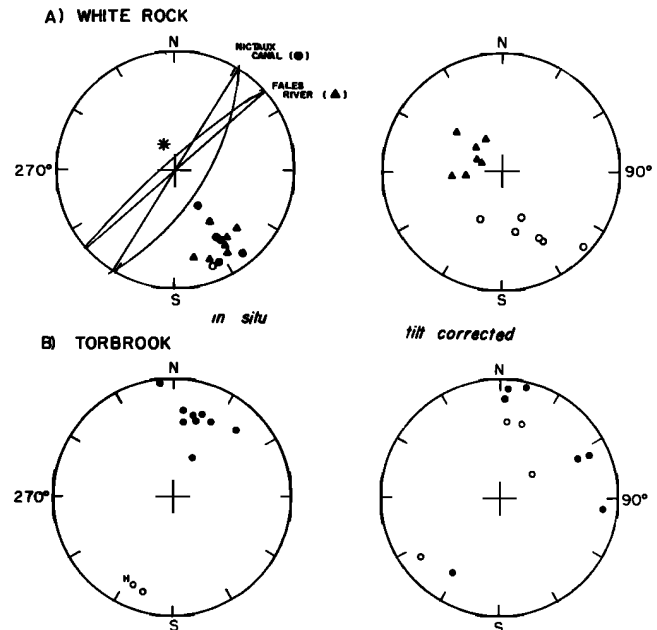 A) WHITE ROCK
N
NICTAUX
CANAL (●)
FALES
RIVER (▲)
N
270°
90°
S
S
in situ
tilt corrected
B) TORBROOK
N
N
270°
90°
H
S
S